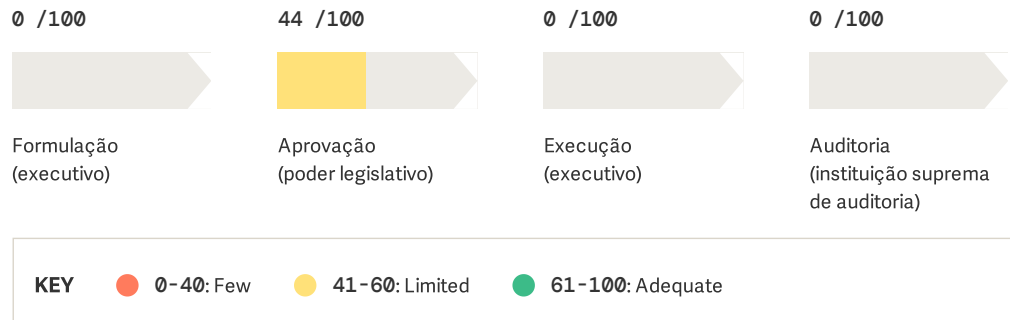 0 /100 44 /100 0 /100 0 /100
Formulação Aprovação Execução Auditoria
(executivo) (poder legislativo) (executivo) (instituição suprema
de auditoria)
KEY 0-40: Few 41-60: Limited 61-100: Adequate